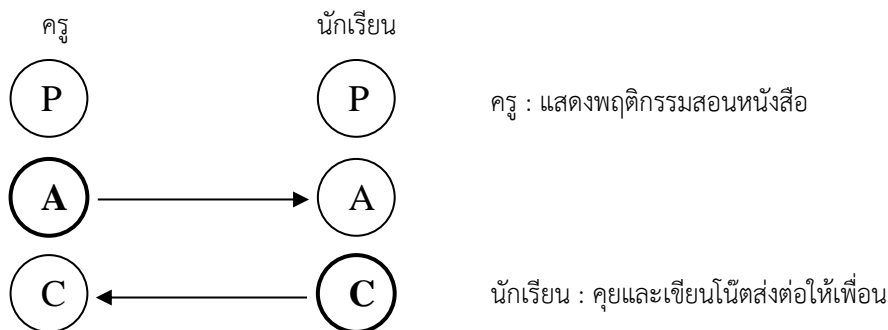 ครู นักเรียน
P P ครู : แสดงพฤติกรรมสอนหนังสือ
A A
C C นักเรียน : คุยและเขียนโน๊ตส่งต่อให้เพื่อน